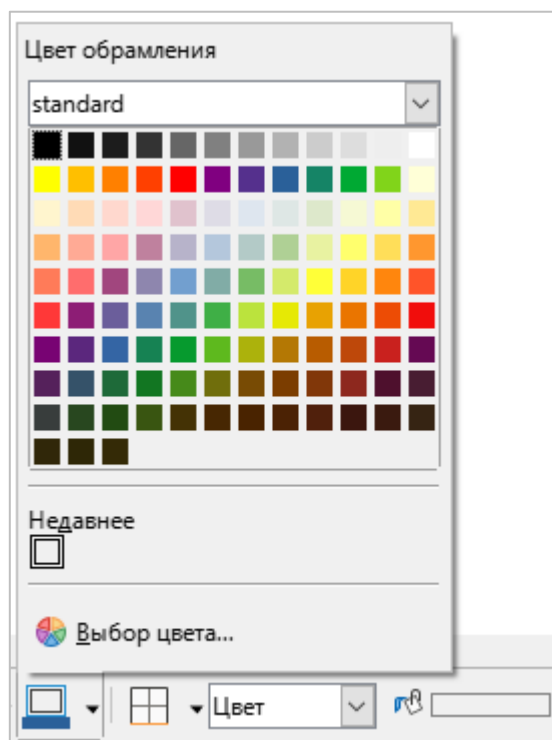 Цвет обрамления
standard
Недавнее
Выбор цвета...
Цвет